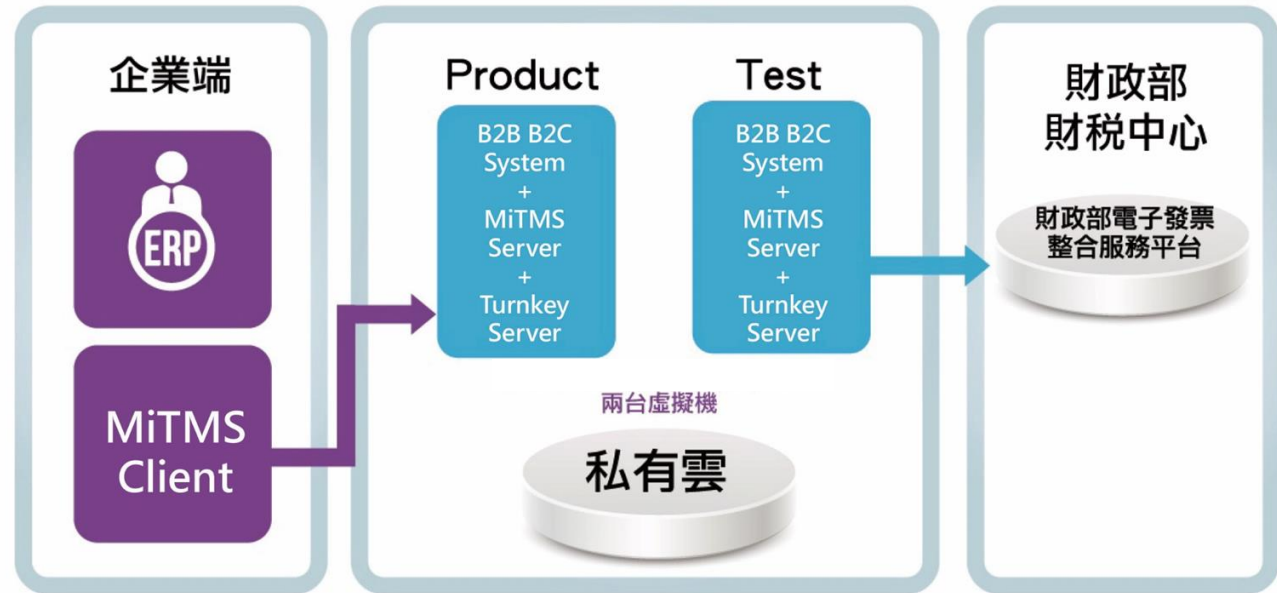 企業端
ERP
MiTMS
Client
Product
B2B B2C
System
+
MiTMS
Server
+
Turnkey
Server
Test
B2B B2C
System
+
MiTMS
Server
+
Turnkey
Server
兩台虛擬機
私有雲
財政部
財税中心
財政部電子發票
整合服務平台